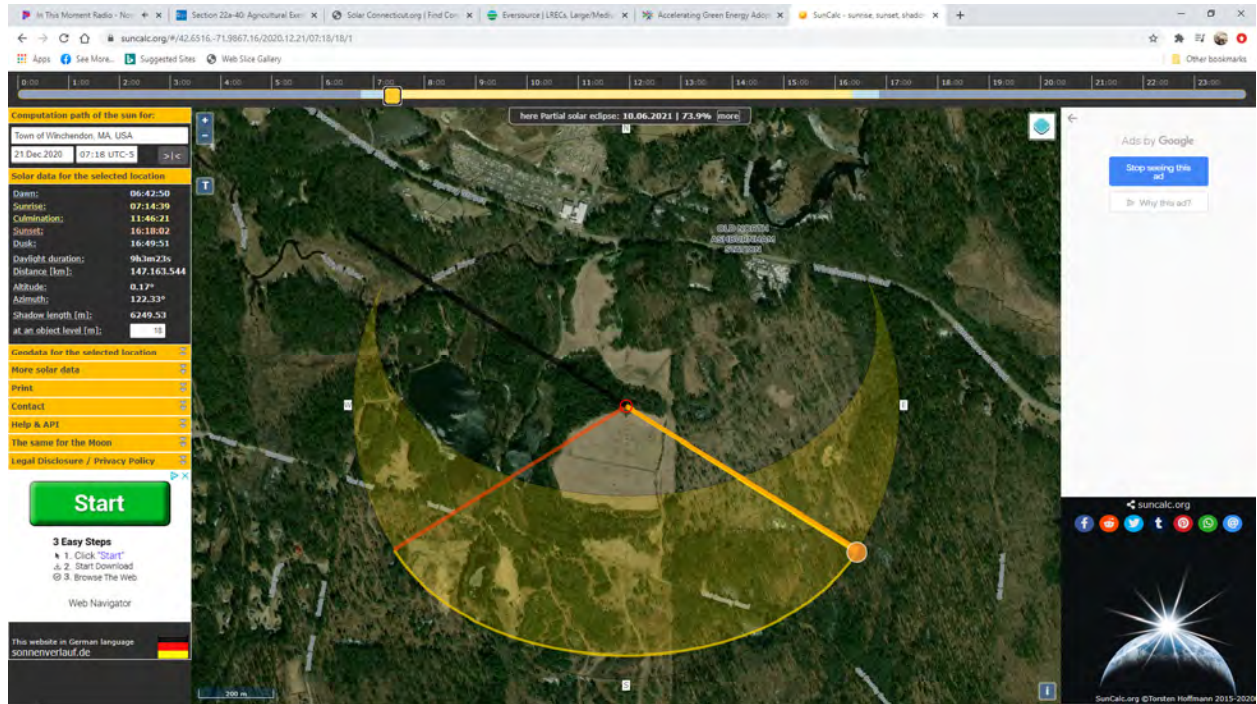 In This Moment Radio - No
Section 22a-40: Agricultural Exe
Solar Connecticut.org | Find Co
Eversource | LRECs, Large/Medi
Accelerating Green Energy Adop
SunCalc - sunrise, sunset, shado
suncalc.org/#/42.6516,-71.9867,16/2020.12.21/07:18/18/1
Apps
See More...
Suggested Sites
Web Slice Gallery
Other bookmarks
0:00 1:00 2:00 3:00 4:00 5:00 6:00 7:00 8:00 9:00 10:00 11:00 12:00 13:00 14:00 15:00 16:00 17:00 18:00 19:00 20:00 21:00 22:00 23:00
Computation path of the sun for:
Town of Winchendon, MA, USA
21.Dec.2020 07:18 UTC-5 >|<
Solar data for the selected location
Dawn: 06:42:50
Sunrise: 07:14:39
Culmination: 11:46:21
Sunset: 16:18:02
Dusk: 16:49:51
Daylight duration: 9h3m23s
Distance [km]: 147.163.544
Altitude: 0.17°
Azimuth: 122.33°
Shadow length [m]: 6249.53
at an object level [m]: 18
Geodata for the selected location
More solar data
Print
Contact
Help & API
The same for the Moon
Legal Disclosure / Privacy Policy
Start
3 Easy Steps
1. Click "Start"
2. Start Download
3. Browse The Web
Web Navigator
This website in German language
sonnenverlauf.de
+
-
T
here Partial solar eclipse: 10.06.2021 | 73.9% more
N
OLD NORTH
ASHBURNHAM
STATION
W
E
S
200 m
i
Ads by Google
Stop seeing this
ad
Why this ad?
suncalc.org
SunCalc.org ©Torsten Hoffmann 2015-2020